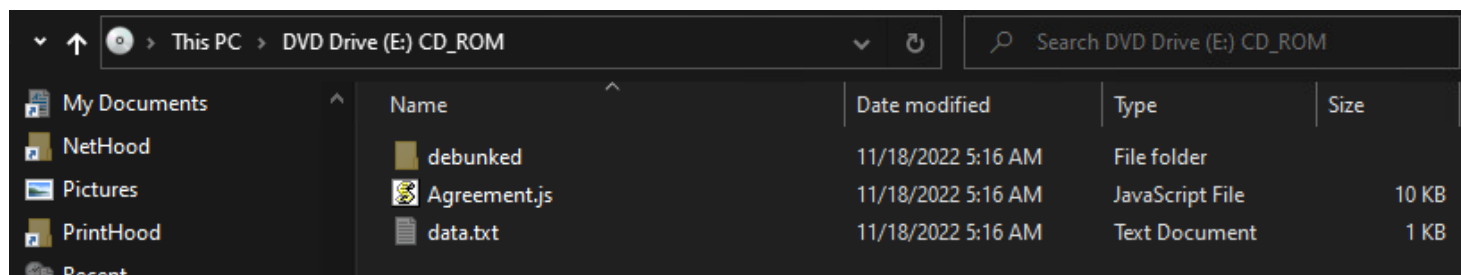 This PC > DVD Drive (E:) CD_ROM
Search DVD Drive (E:) CD_ROM
My Documents
NetHood
Pictures
PrintHood
Recent
Name Date modified Type Size
debunked 11/18/2022 5:16 AM File folder
Agreement.js 11/18/2022 5:16 AM JavaScript File 10 KB
data.txt 11/18/2022 5:16 AM Text Document 1 KB